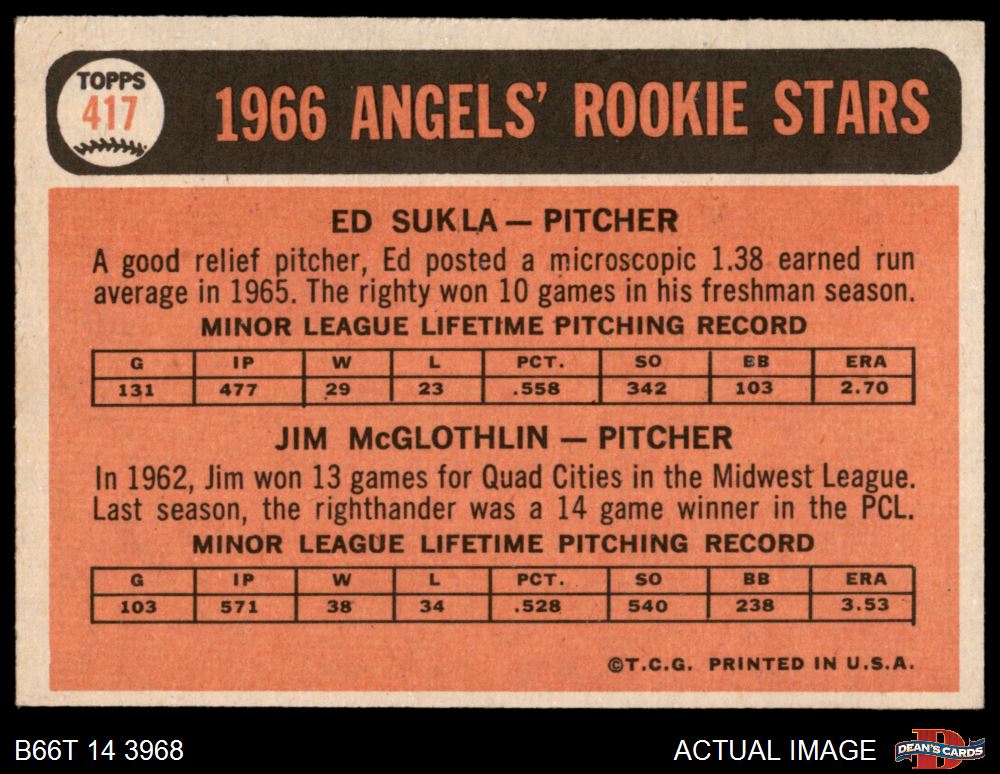 TOPPS
417
1966 ANGELS' ROOKIE STARS
ED SUKLA — PITCHER
A good relief pitcher, Ed posted a microscopic 1.38 earned run
average in 1965. The righty won 10 games in his freshman season.
MINOR LEAGUE LIFETIME PITCHING RECORD
G IP W L PCT. SO BB ERA
131 477 29 23 .558 342 103 2.70
JIM McGLOTHLIN — PITCHER
In 1962, Jim won 13 games for Quad Cities in the Midwest League.
Last season, the righthander was a 14 game winner in the PCL.
MINOR LEAGUE LIFETIME PITCHING RECORD
G IP W L PCT. SO BB ERA
103 571 38 34 .528 540 238 3.53
©T.C.G. PRINTED IN U.S.A.
B66T 14 3968 ACTUAL IMAGE D DEAN'S CARDS